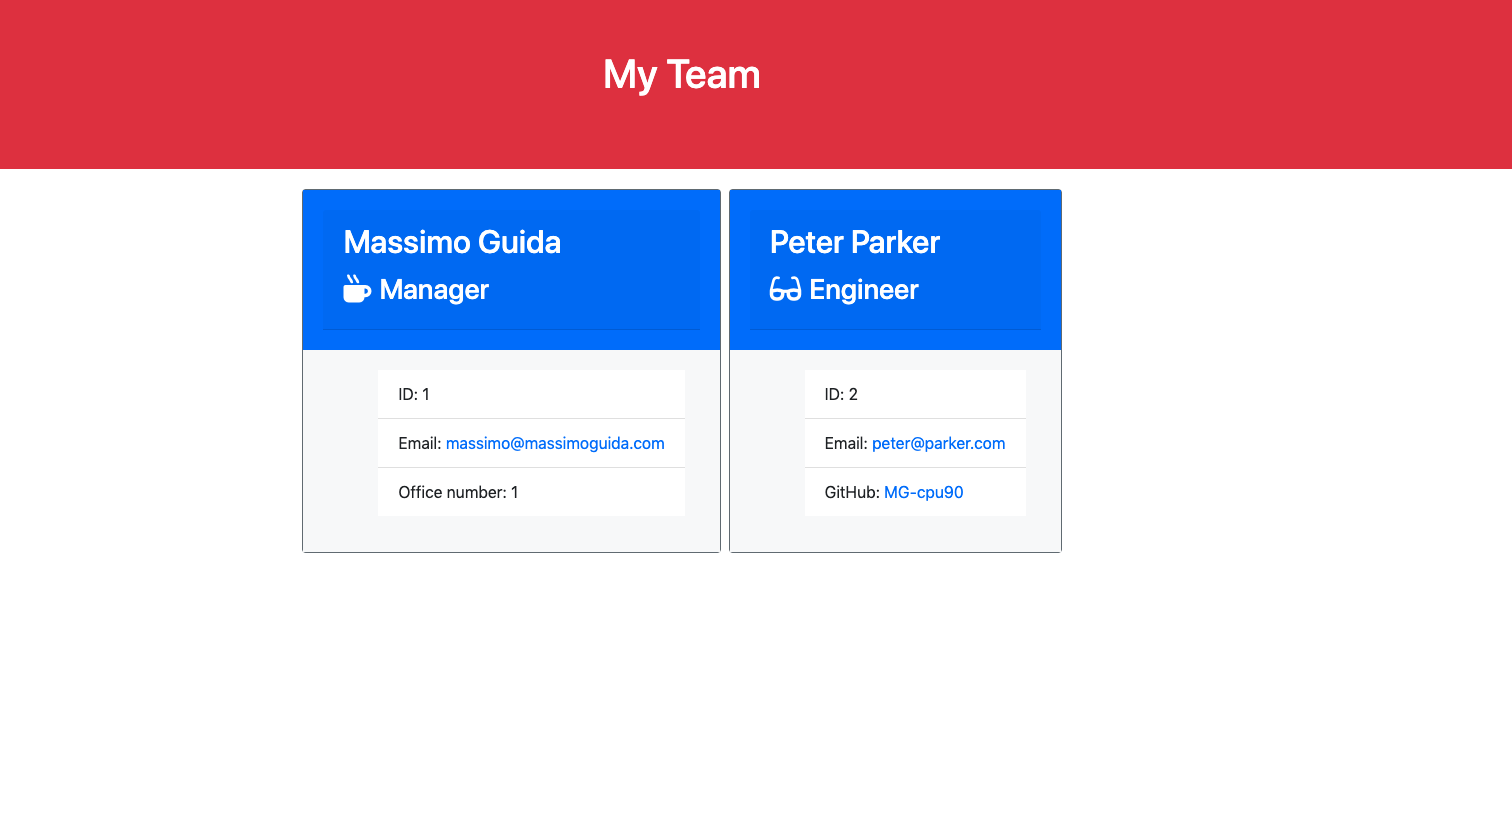 My Team
Massimo Guida
Manager
ID: 1
Email: massimo@massimoguida.com
Office number: 1
Peter Parker
Engineer
ID: 2
Email: peter@parker.com
GitHub: MG-cpu90